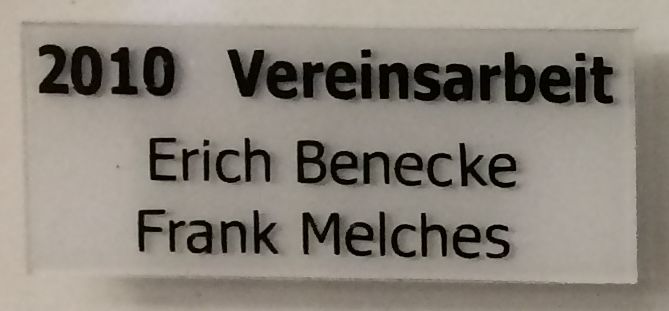 2010 Vereinsarbeit
Erich Benecke
Frank Melches